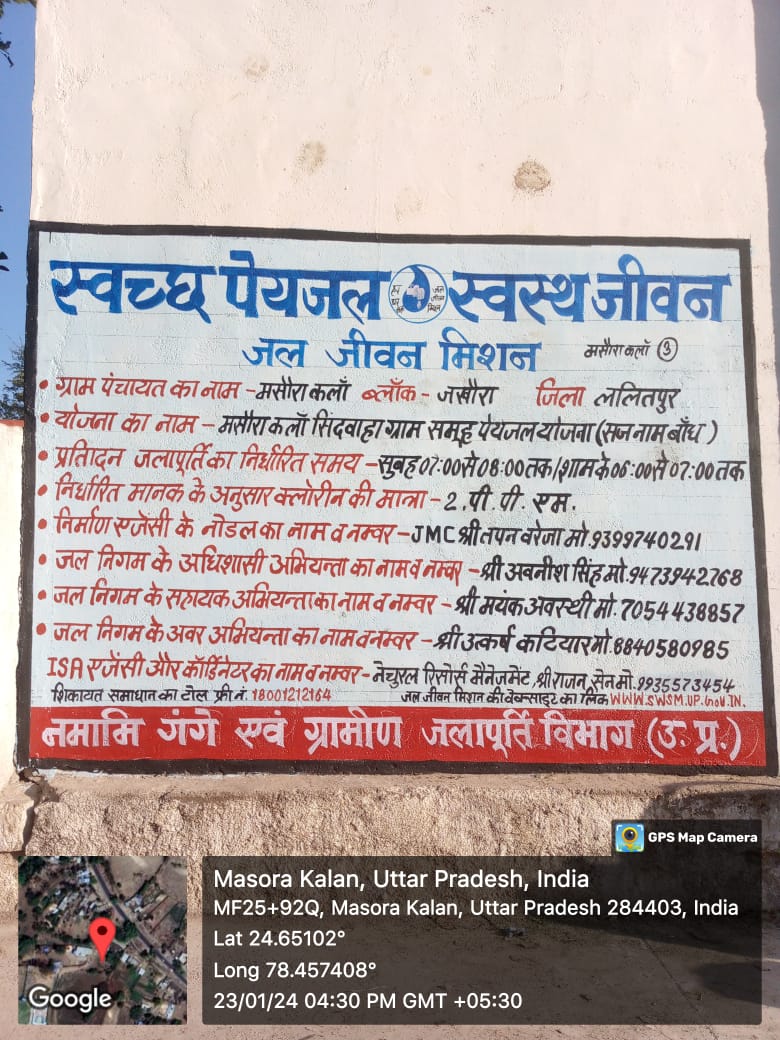 स्वच्छ पेयजल स्वस्थ जीवन
जल जीवन मिशन मसौरा कलाँ ③
• ग्राम पंचायत का नाम - मसौरा कलाँ ब्लॉक - जखौरा जिला ललितपुर
• योजना का नाम - मसौरा कलाँ सिंदवाहा ग्राम समूह पेयजल योजना (सजनाम बाँध)
• प्रतिदिन जलापूर्ति का निर्धारित समय - सुबह 07:00 से 08:00 तक/शाम के 06:00 से 07:00 तक
• निर्धारित मानक के अनुसार क्लोरीन की मात्रा - 2. पी. पी. एम.
• निर्माण एजेंसी के नोडल का नाम व नम्बर - JMC श्री तपन वरेजा मो. 9399740291
• जल निगम के अधिशासी अभियन्ता का नाम व नम्बर - श्री अवनीश सिंह मो. 9473942768
• जल निगम के सहायक अभियन्ता का नाम व नम्वर - श्री मयंक अवस्थी मो. 7054438857
• जल निगम के अवर अभियन्ता का नाम व नम्वर - श्री उत्कर्ष कटियार मो. 8840580985
ISA एजेंसी और कॉर्डिनेटर का नाम व नम्बर - नेचुरल रिसोर्स मैनेजमेंट, श्री राजन सेन मो. 9935573454
शिकायत समाधान का टोल फ्री नं. 18001212164 जल जीवन मिशन की वेक्साइट का लिंक WWW.SWSM.UP.GOV.IN.
नमामि गंगे एवं ग्रामीण जलापूर्ति विभाग (उ. प्र.)
GPS Map Camera
Masora Kalan, Uttar Pradesh, India
MF25+92Q, Masora Kalan, Uttar Pradesh 284403, India
Lat 24.65102°
Long 78.457408°
23/01/24 04:30 PM GMT +05:30
Google